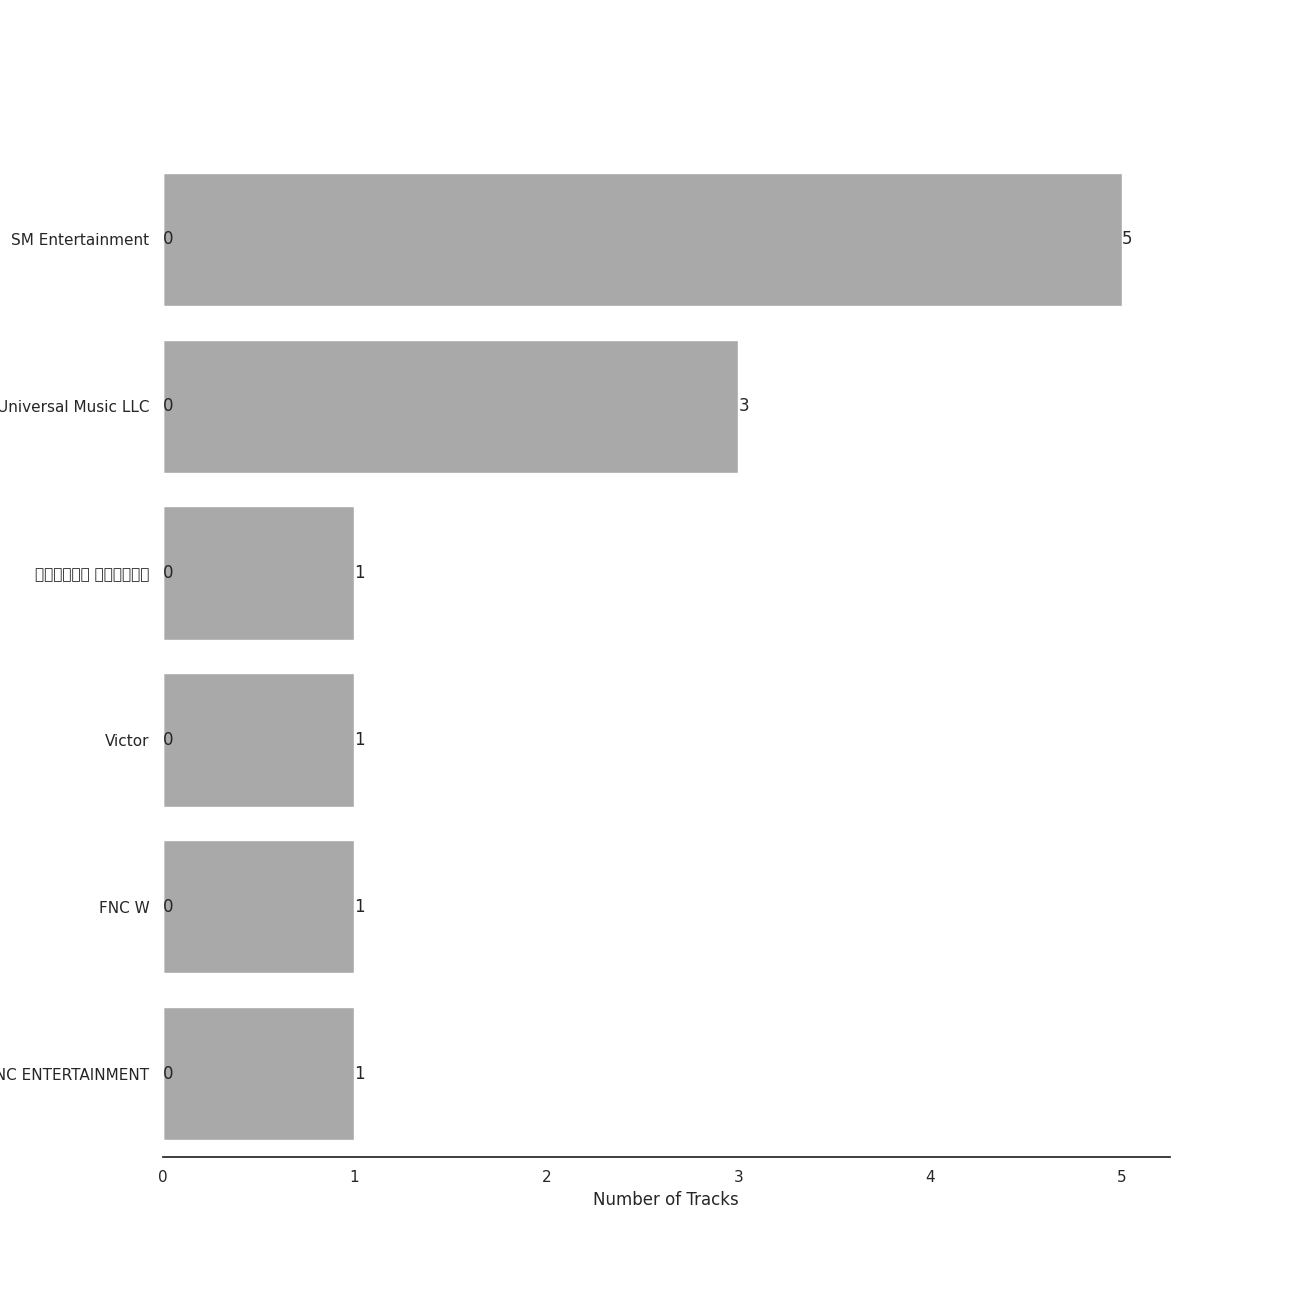 SM Entertainment 0 5
Universal Music LLC 0 3
0 1
Victor 0 1
FNC W 0 1
NC ENTERTAINMENT 0 1
0 1 2 3 4 5
Number of Tracks